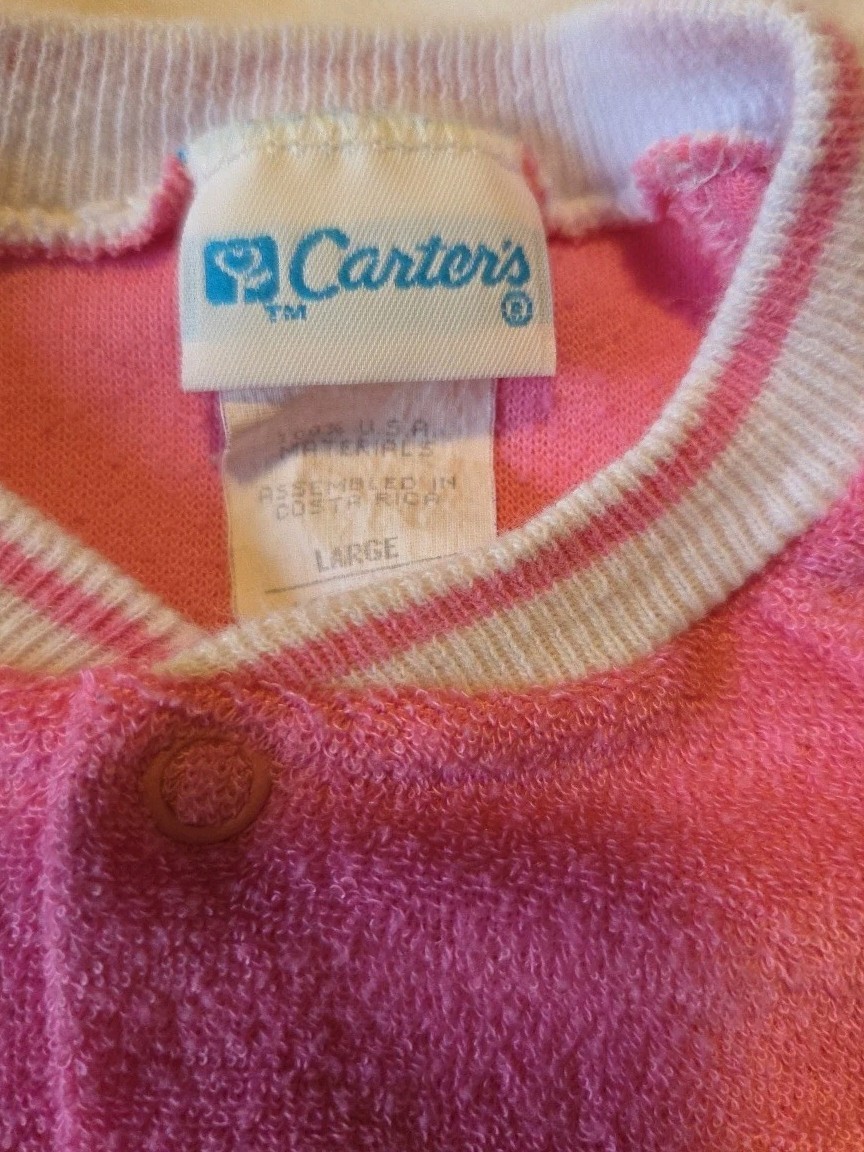 Carter's
TM ®
100% U.S.A.
MATERIALS
ASSEMBLED IN
COSTA RICA
LARGE